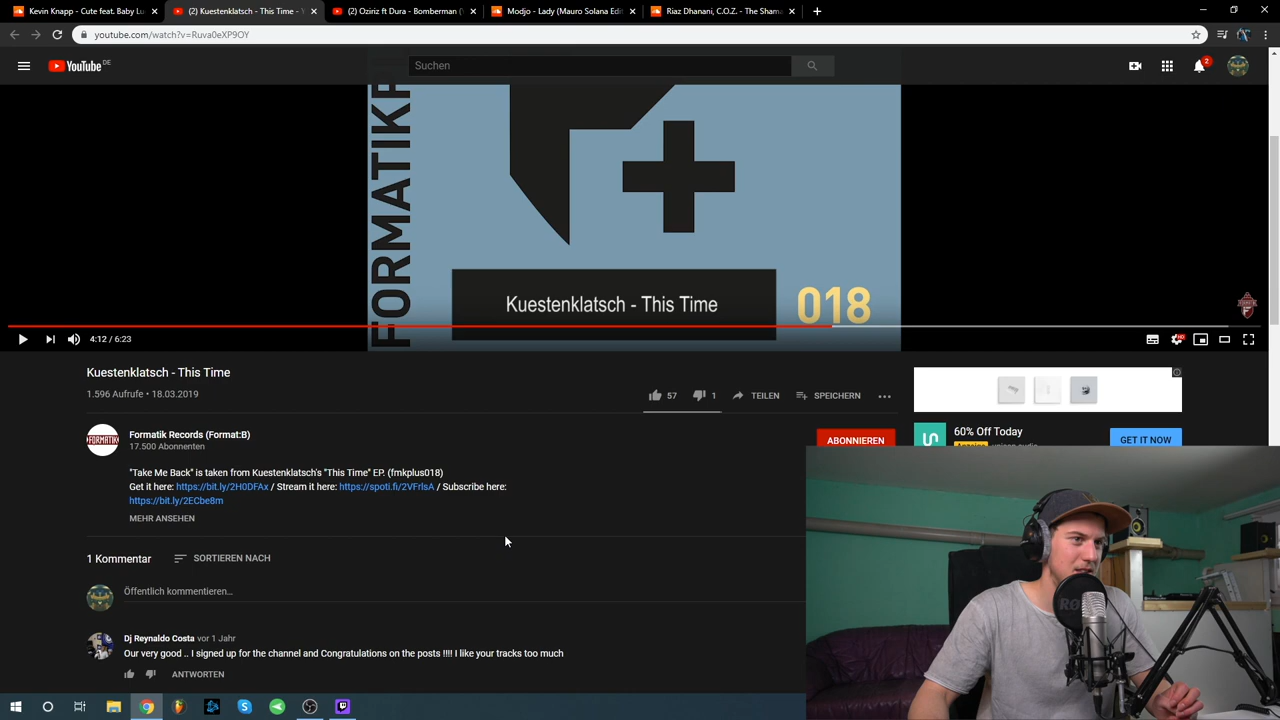 Kevin Knapp - Cute feat. Baby Lu
(2) Kuestenklatsch - This Time - Y
(2) Oziriz ft Dura - Bomberman (
Modjo - Lady (Mauro Solana Edit
Riaz Dhanani, C.O.Z. - The Sham
youtube.com/watch?v=Ruva0eXP9OY
YouTube DE
Suchen
2
FORMATIK
Kuestenklatsch - This Time
018
4:12 / 6:23
HD
Kuestenklatsch - This Time
1.596 Aufrufe • 18.03.2019
57
1
TEILEN
SPEICHERN
FORMATIK
Formatik Records (Format:B)
17.500 Abonnenten
ABONNIEREN
60% Off Today
Anzeige
GET IT NOW
"Take Me Back" is taken from Kuestenklatsch's "This Time" EP. (fmkplus018)
Get it here: https://bit.ly/2H0DFAx / Stream it here: https://spoti.fi/2VFrlsA / Subscribe here:
https://bit.ly/2ECbe8m
MEHR ANSEHEN
1 Kommentar
SORTIEREN NACH
Öffentlich kommentieren...
Dj Reynaldo Costa vor 1 Jahr
Our very good .. I signed up for the channel and Congratulations on the posts !!!! I like your tracks too much
ANTWORTEN